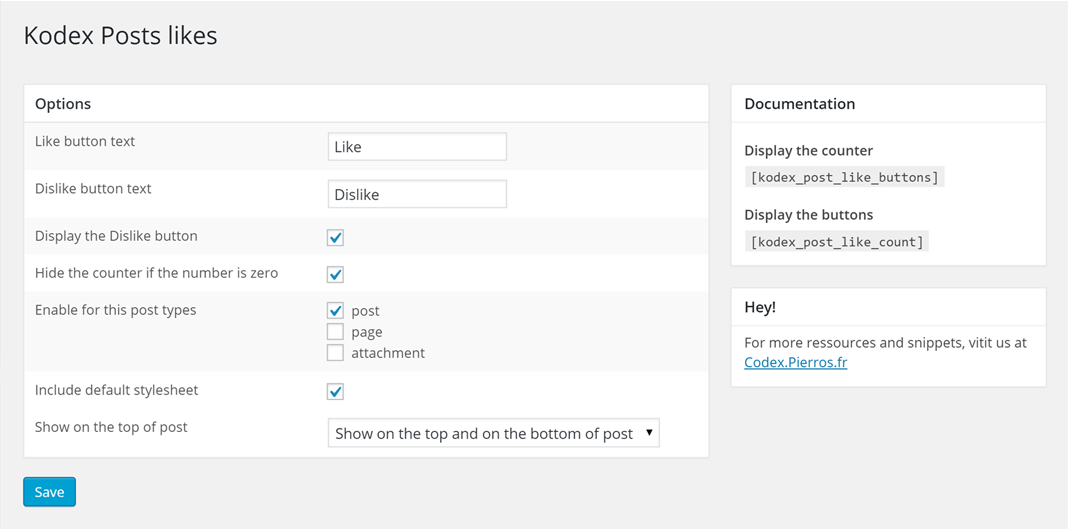 Kodex Posts likes
Options
Like button text
Like
Dislike button text
Dislike
Display the Dislike button
Hide the counter if the number is zero
Enable for this post types
post
page
attachment
Include default stylesheet
Show on the top of post
Show on the top and on the bottom of post
Save
Documentation
Display the counter
[kodex_post_like_buttons]
Display the buttons
[kodex_post_like_count]
Hey!
For more ressources and snippets, vitit us at
Codex.Pierros.fr